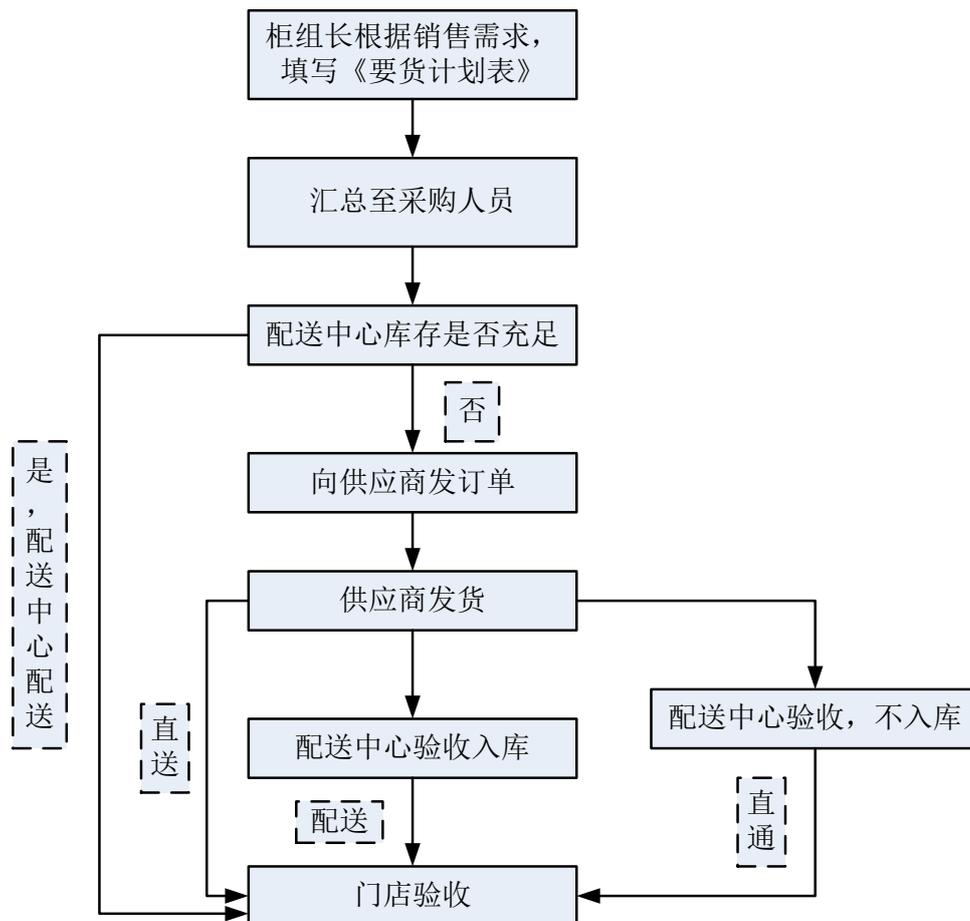 柜组长根据销售需求，
填写《要货计划表》
汇总至采购人员
配送中心库存是否充足
否
是，配送中心配送
向供应商发订单
供应商发货
直送
配送中心验收入库
配送中心验收，不入库
配送
直通
门店验收